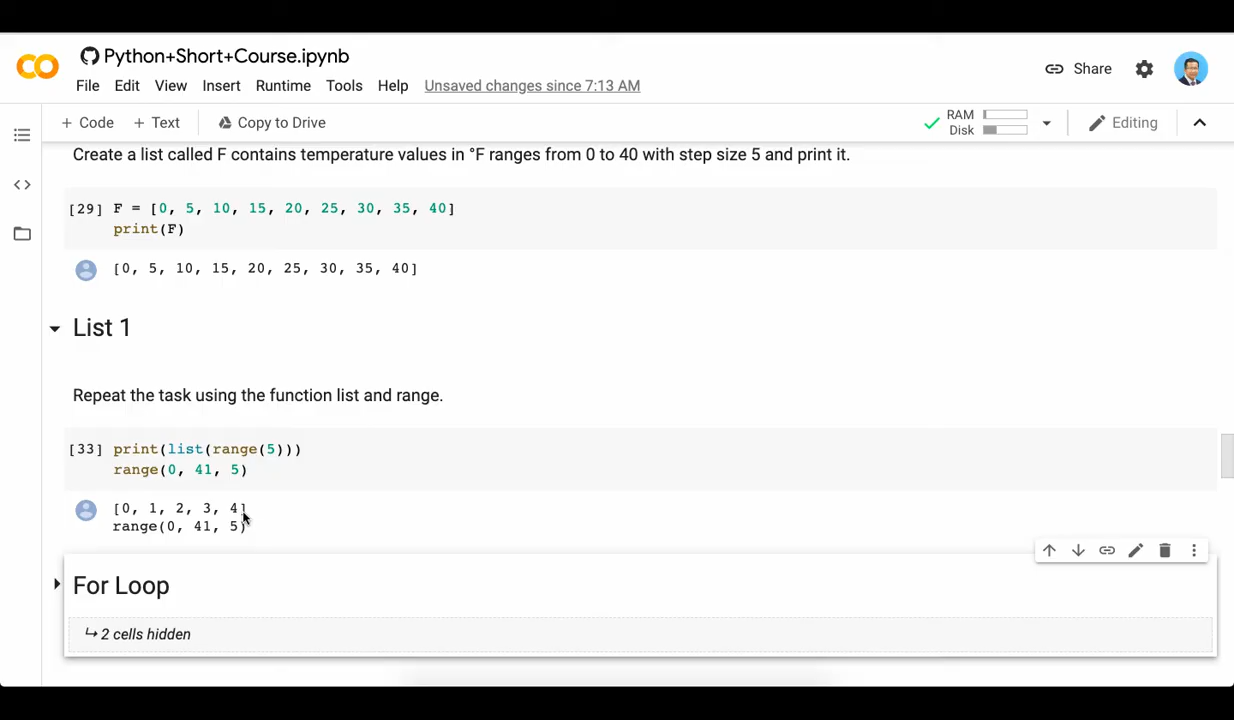 Python+Short+Course.ipynb
File Edit View Insert Runtime Tools Help Unsaved changes since 7:13 AM
Share
+ Code + Text Copy to Drive
RAM
Disk
Editing
Create a list called F contains temperature values in °F ranges from 0 to 40 with step size 5 and print it.
[29] F = [0, 5, 10, 15, 20, 25, 30, 35, 40]
print(F)
[0, 5, 10, 15, 20, 25, 30, 35, 40]
List 1
Repeat the task using the function list and range.
[33] print(list(range(5)))
range(0, 41, 5)
[0, 1, 2, 3, 4]
range(0, 41, 5)
For Loop
↳ 2 cells hidden